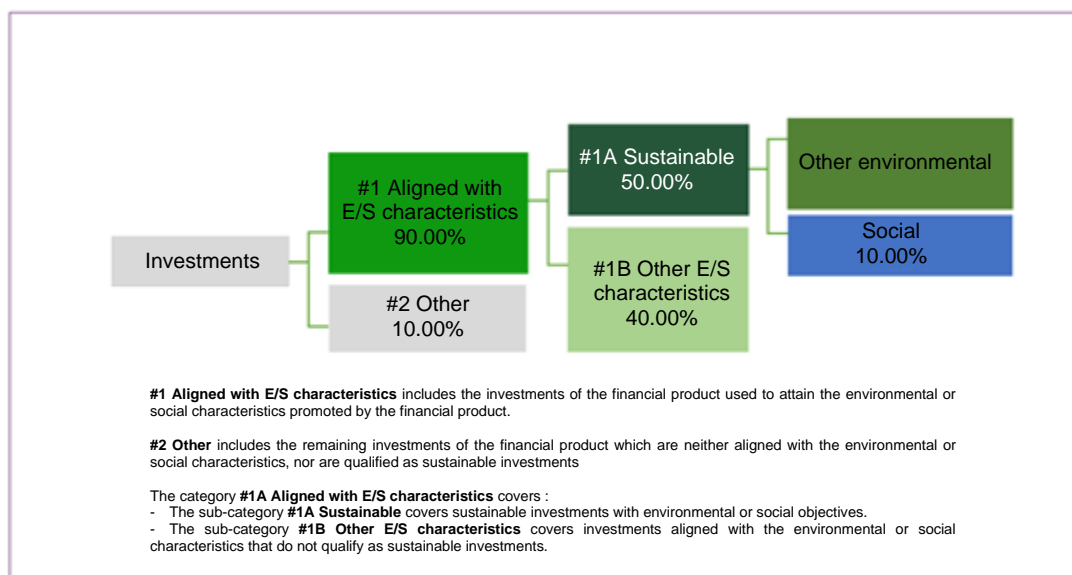 Investments
#1 Aligned with
E/S characteristics
90.00%
#2 Other
10.00%
#1A Sustainable
50.00%
#1B Other E/S
characteristics
40.00%
Other environmental
Social
10.00%
#1 Aligned with E/S characteristics includes the investments of the financial product used to attain the environmental or
social characteristics promoted by the financial product.
#2 Other includes the remaining investments of the financial product which are neither aligned with the environmental or
social characteristics, nor are qualified as sustainable investments
The category #1A Aligned with E/S characteristics covers :
- The sub-category #1A Sustainable covers sustainable investments with environmental or social objectives.
- The sub-category #1B Other E/S characteristics covers investments aligned with the environmental or social
characteristics that do not qualify as sustainable investments.